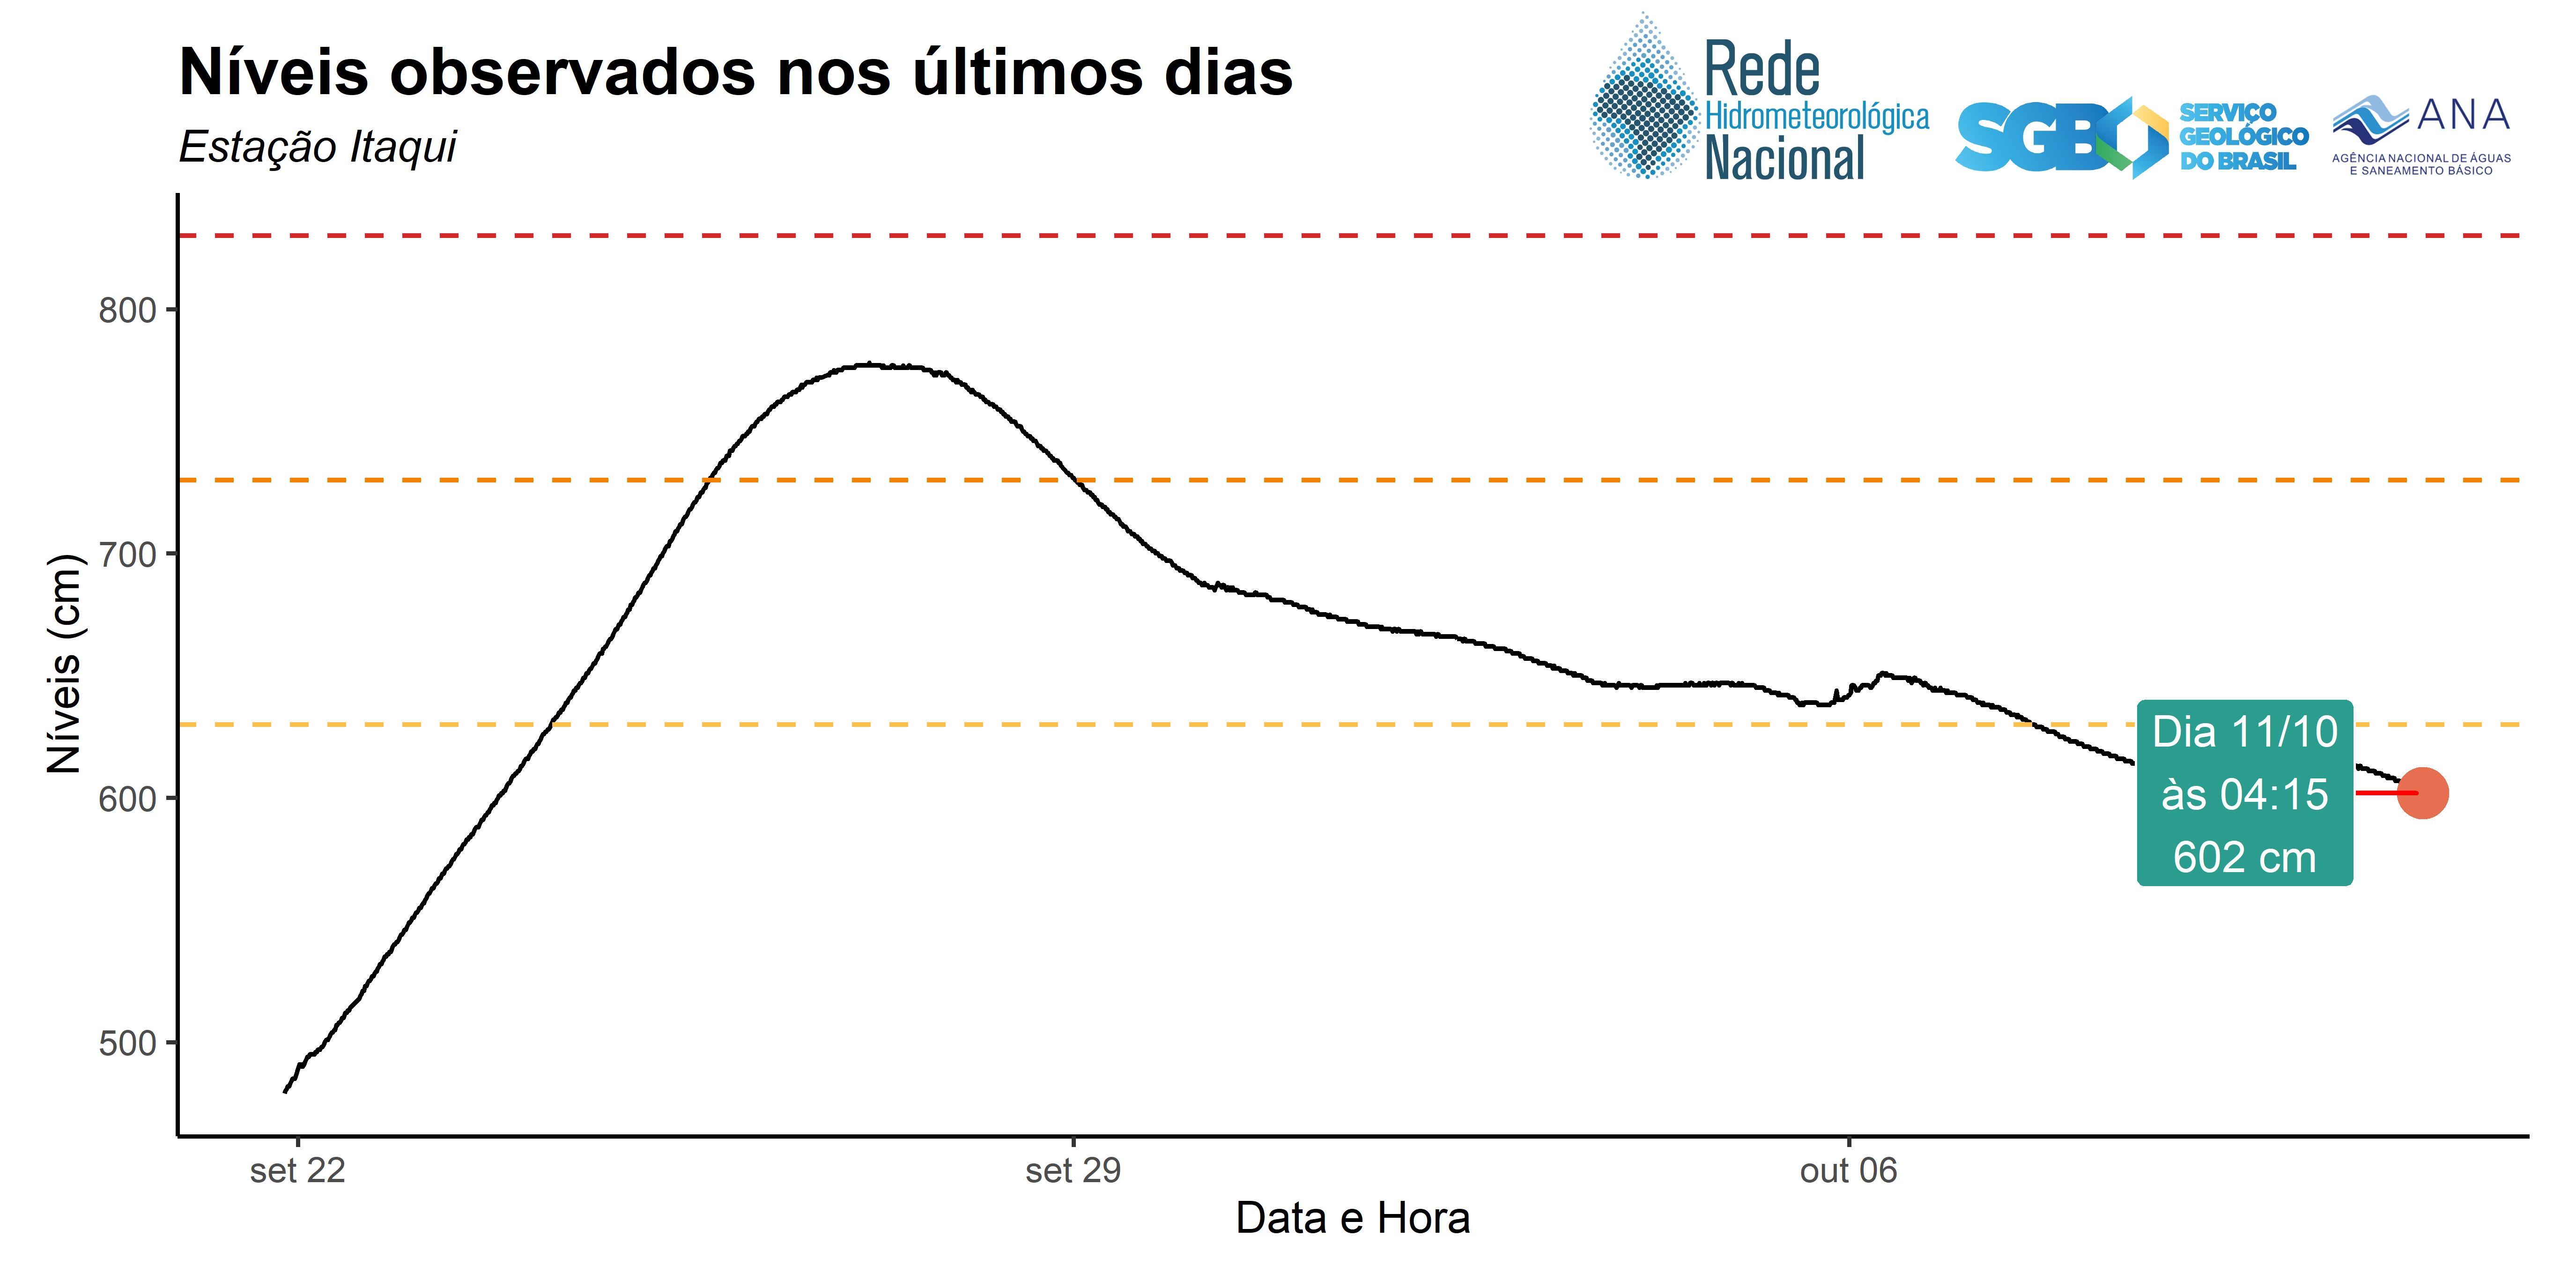 Níveis observados nos últimos dias
Estação Itaqui
Rede
Hidrometeorológica
Nacional
SGB
SERVIÇO
GEOLÓGICO
DO BRASIL
ANA
AGÊNCIA NACIONAL DE ÁGUAS
E SANEAMENTO BÁSICO
Níveis (cm)
800
700
600
500
Dia 11/10
às 04:15
602 cm
set 22
set 29
out 06
Data e Hora